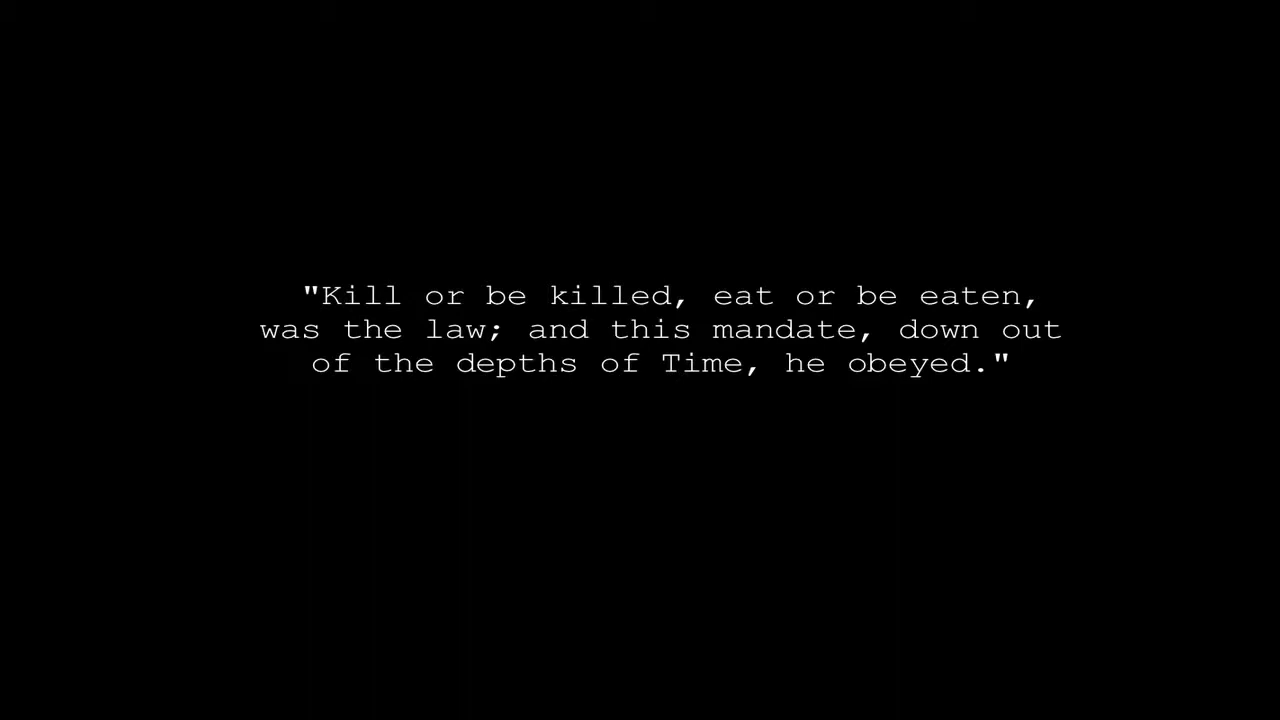 "Kill or be killed, eat or be eaten,
was the law; and this mandate, down out
of the depths of Time, he obeyed."